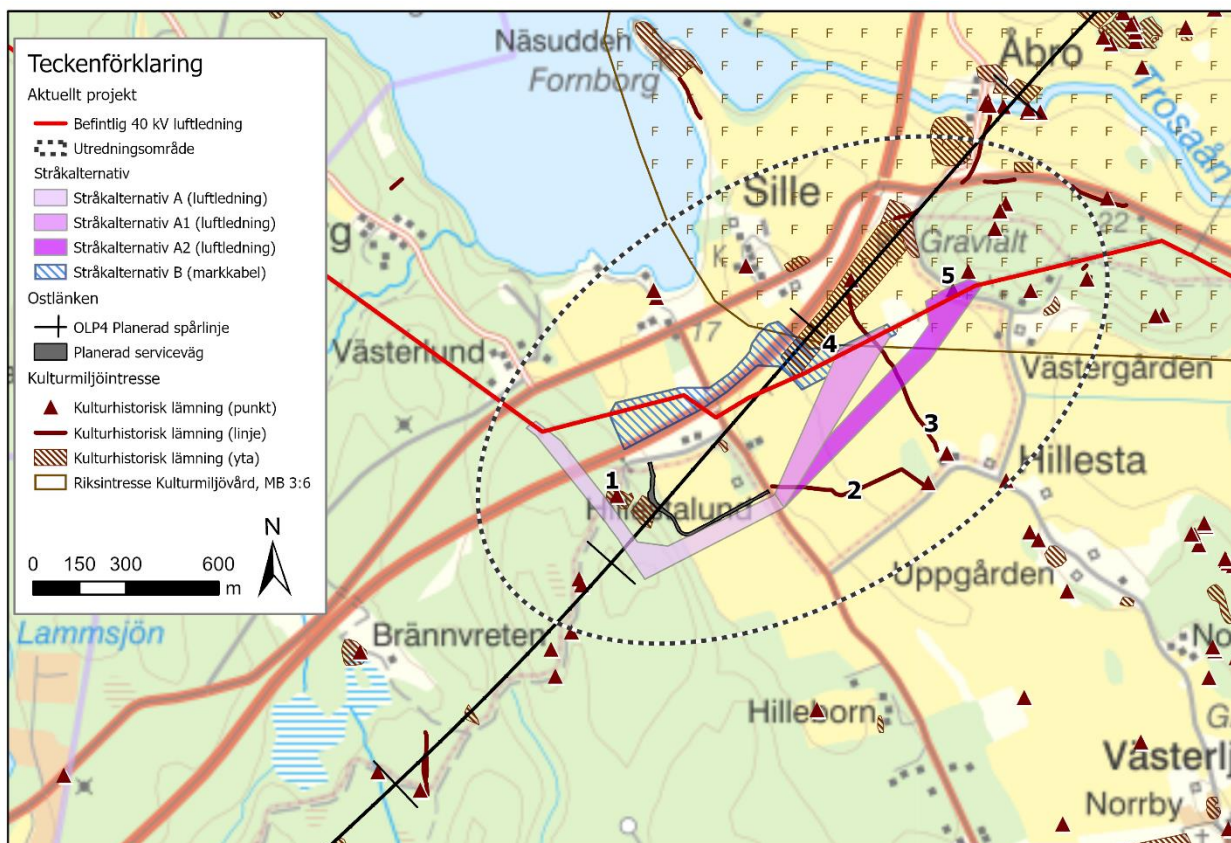 Teckenförklaring
Aktuellt projekt
Befintlig 40 kV luftledning
Utredningsområde
Stråkalternativ
Stråkalternativ A (luftledning)
Stråkalternativ A1 (luftledning)
Stråkalternativ A2 (luftledning)
Stråkalternativ B (markkabel)
Ostlänken
OLP4 Planerad spårlinje
Planerad serviceväg
Kulturmiljöintresse
Kulturhistorisk lämning (punkt)
Kulturhistorisk lämning (linje)
Kulturhistorisk lämning (yta)
Riksintresse Kulturmiljövård, MB 3:6
N
0 150 300 600
m
Näsudden
Fornborg
Åbro
Trosaån
Sille
K
Gravfält
22
5
17
Västerlund
4
Västergården
3
Hillesta
1
2
Hillestalund
Uppgården
Lammsjön
Brännvreten
Hilleborn
Norrby